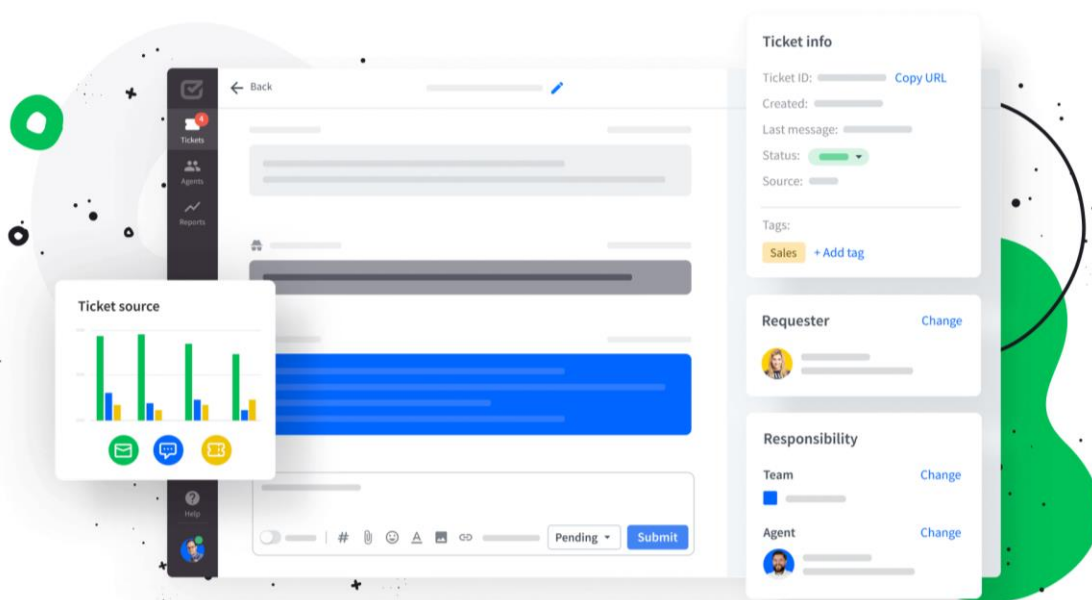 Back
4
Tickets
Agents
Reports
Help
Ticket source
Pending
Submit
Ticket info
Ticket ID:
Copy URL
Created:
Last message:
Status:
Source:
Tags:
Sales
+ Add tag
Requester
Change
Responsibility
Team
Change
Agent
Change